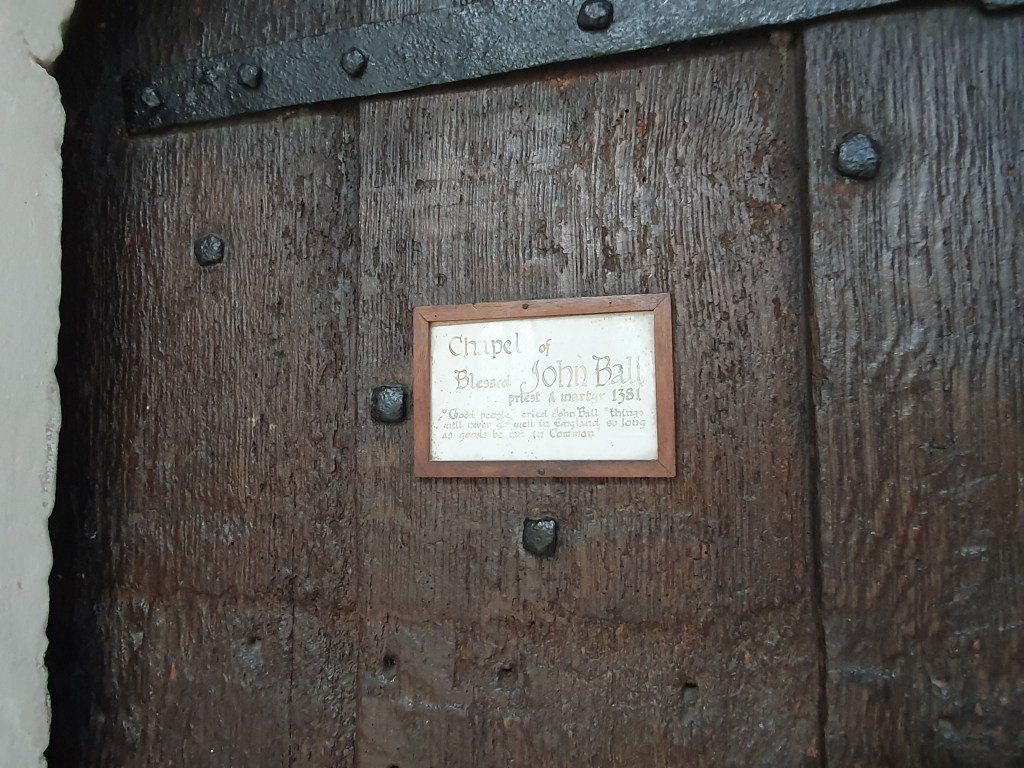 Chapel of
Blessed John Ball
priest & martyr 1381
"Good people" cried John Ball "things
will never go well in England so long
as goods be not in Common"